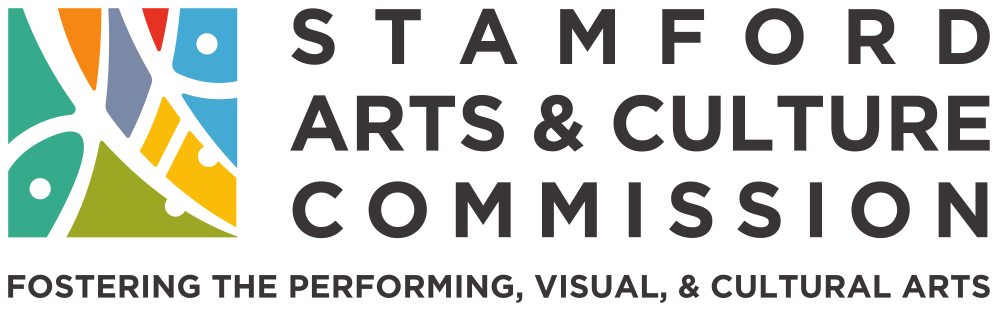 STAMFORD
ARTS & CULTURE
COMMISSION
FOSTERING THE PERFORMING, VISUAL, & CULTURAL ARTS